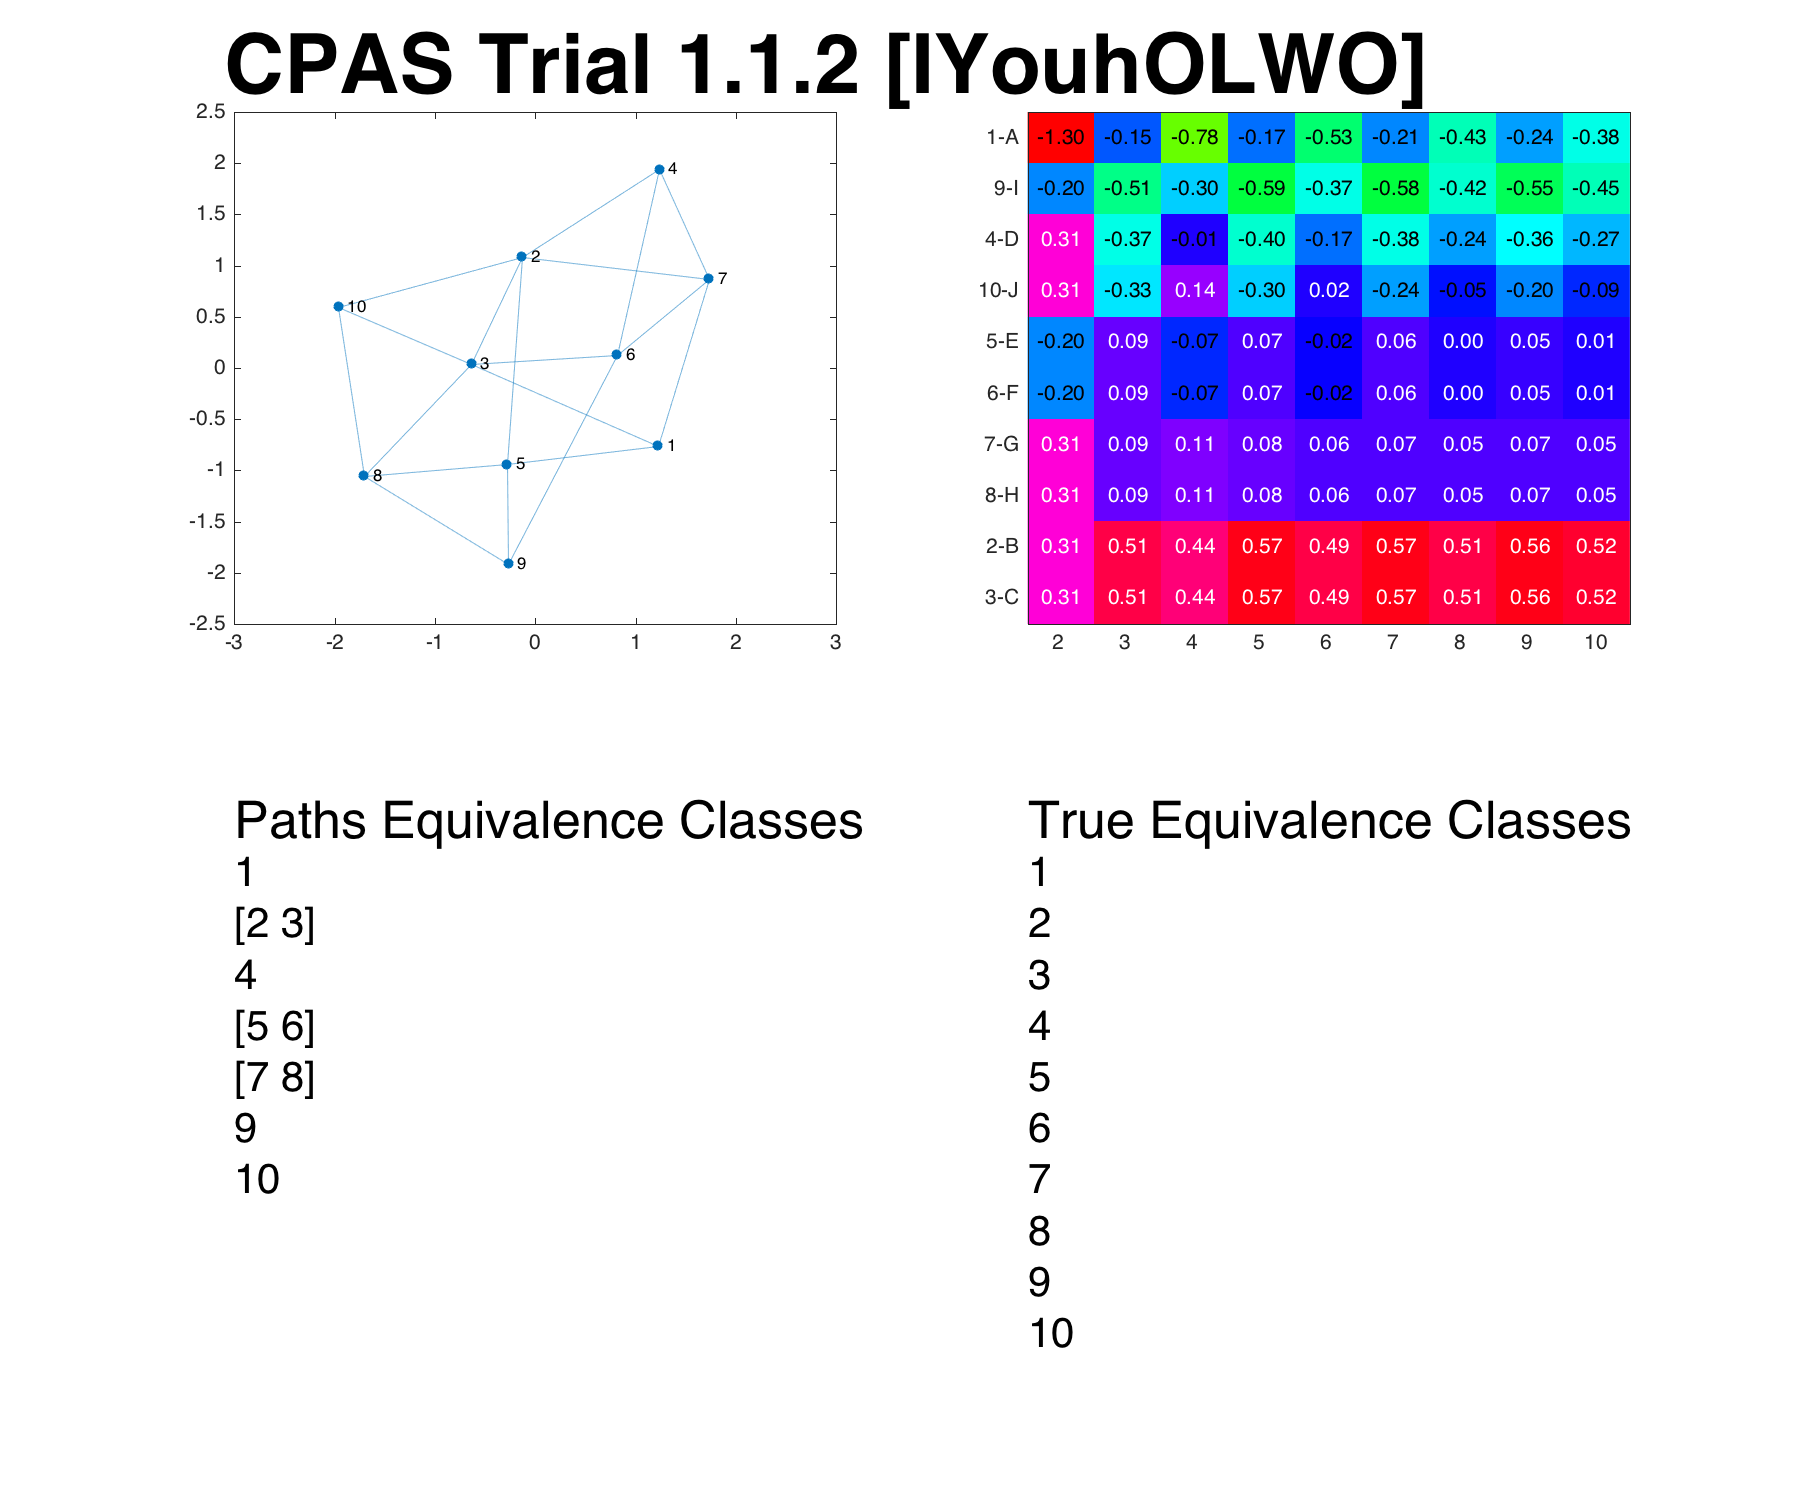 CPAS Trial 1.1.2 [IYouhOLWO]
2.5
2
1.5
1
0.5
0
-0.5
-1
-1.5
-2
-2.5
-3 -2 -1 0 1 2 3
4
2
7
10
6
3
1
5
8
9
1-A -1.30 -0.15 -0.78 -0.17 -0.53 -0.21 -0.43 -0.24 -0.38
9-I -0.20 -0.51 -0.30 -0.59 -0.37 -0.58 -0.42 -0.55 -0.45
4-D 0.31 -0.37 -0.01 -0.40 -0.17 -0.38 -0.24 -0.36 -0.27
10-J 0.31 -0.33 0.14 -0.30 0.02 -0.24 -0.05 -0.20 -0.09
5-E -0.20 0.09 -0.07 0.07 -0.02 0.06 0.00 0.05 0.01
6-F -0.20 0.09 -0.07 0.07 -0.02 0.06 0.00 0.05 0.01
7-G 0.31 0.09 0.11 0.08 0.06 0.07 0.05 0.07 0.05
8-H 0.31 0.09 0.11 0.08 0.06 0.07 0.05 0.07 0.05
2-B 0.31 0.51 0.44 0.57 0.49 0.57 0.51 0.56 0.52
3-C 0.31 0.51 0.44 0.57 0.49 0.57 0.51 0.56 0.52
2 3 4 5 6 7 8 9 10
Paths Equivalence Classes
1
[2 3]
4
[5 6]
[7 8]
9
10
True Equivalence Classes
1
2
3
4
5
6
7
8
9
10